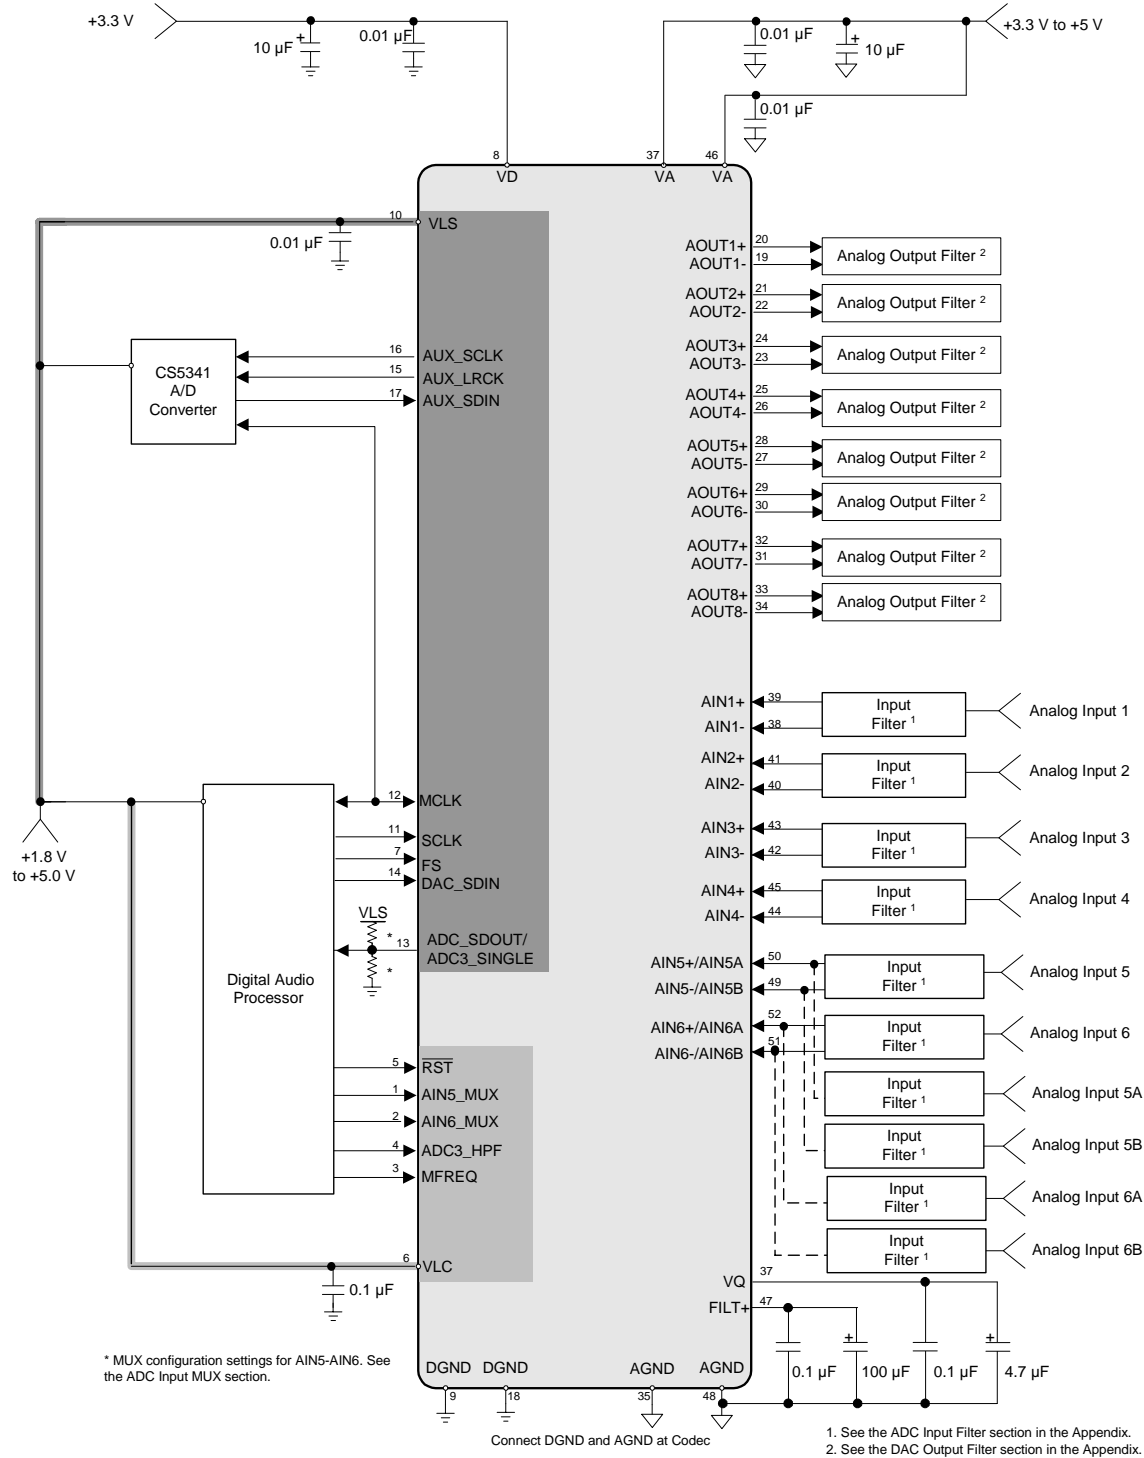 +3.3 V
10 µF
+
0.01 µF
0.01 µF
+
10 µF
+3.3 V to +5 V
0.01 µF
8
37
46
VD
VA
VA
10
VLS
0.01 µF
CS5341
A/D
Converter
16
AUX_SCLK
15
AUX_LRCK
17
AUX_SDIN
AOUT1+
20
AOUT1-
19
Analog Output Filter 2
AOUT2+
21
AOUT2-
22
Analog Output Filter 2
AOUT3+
24
AOUT3-
23
Analog Output Filter 2
AOUT4+
25
AOUT4-
26
Analog Output Filter 2
AOUT5+
28
AOUT5-
27
Analog Output Filter 2
AOUT6+
29
AOUT6-
30
Analog Output Filter 2
AOUT7+
32
AOUT7-
31
Analog Output Filter 2
AOUT8+
33
AOUT8-
34
Analog Output Filter 2
AIN1+
39
AIN1-
38
Input
Filter 1
Analog Input 1
AIN2+
41
AIN2-
40
Input
Filter 1
Analog Input 2
AIN3+
43
AIN3-
42
Input
Filter 1
Analog Input 3
AIN4+
45
AIN4-
44
Input
Filter 1
Analog Input 4
AIN5+/AIN5A
50
AIN5-/AIN5B
49
Input
Filter 1
Analog Input 5
AIN6+/AIN6A
52
AIN6-/AIN6B
51
Input
Filter 1
Analog Input 6
Input
Filter 1
Analog Input 5A
Input
Filter 1
Analog Input 5B
Input
Filter 1
Analog Input 6A
Input
Filter 1
Analog Input 6B
+1.8 V
to +5.0 V
12
MCLK
11
SCLK
7
FS
14
DAC_SDIN
VLS
*
*
13
ADC_SDOUT/
ADC3_SINGLE
Digital Audio
Processor
5
RST
1
AIN5_MUX
2
AIN6_MUX
4
ADC3_HPF
3
MFREQ
6
VLC
0.1 µF
VQ
37
FILT+
47
0.1 µF
+
100 µF
0.1 µF
+
4.7 µF
* MUX configuration settings for AIN5-AIN6. See
the ADC Input MUX section.
DGND
DGND
AGND
AGND
9
18
35
48
Connect DGND and AGND at Codec
1. See the ADC Input Filter section in the Appendix.
2. See the DAC Output Filter section in the Appendix.